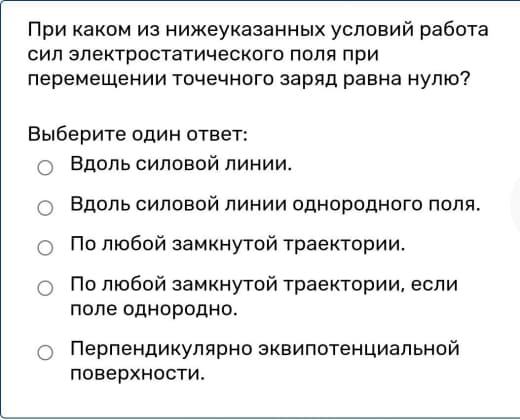 При каком из нижеуказанных условий работа
сил электростатического поля при
перемещении точечного заряд равна нулю?
Выберите один ответ:
Вдоль силовой линии.
Вдоль силовой линии однородного поля.
По любой замкнутой траектории.
По любой замкнутой траектории, если
поле однородно.
Перпендикулярно эквипотенциальной
поверхности.